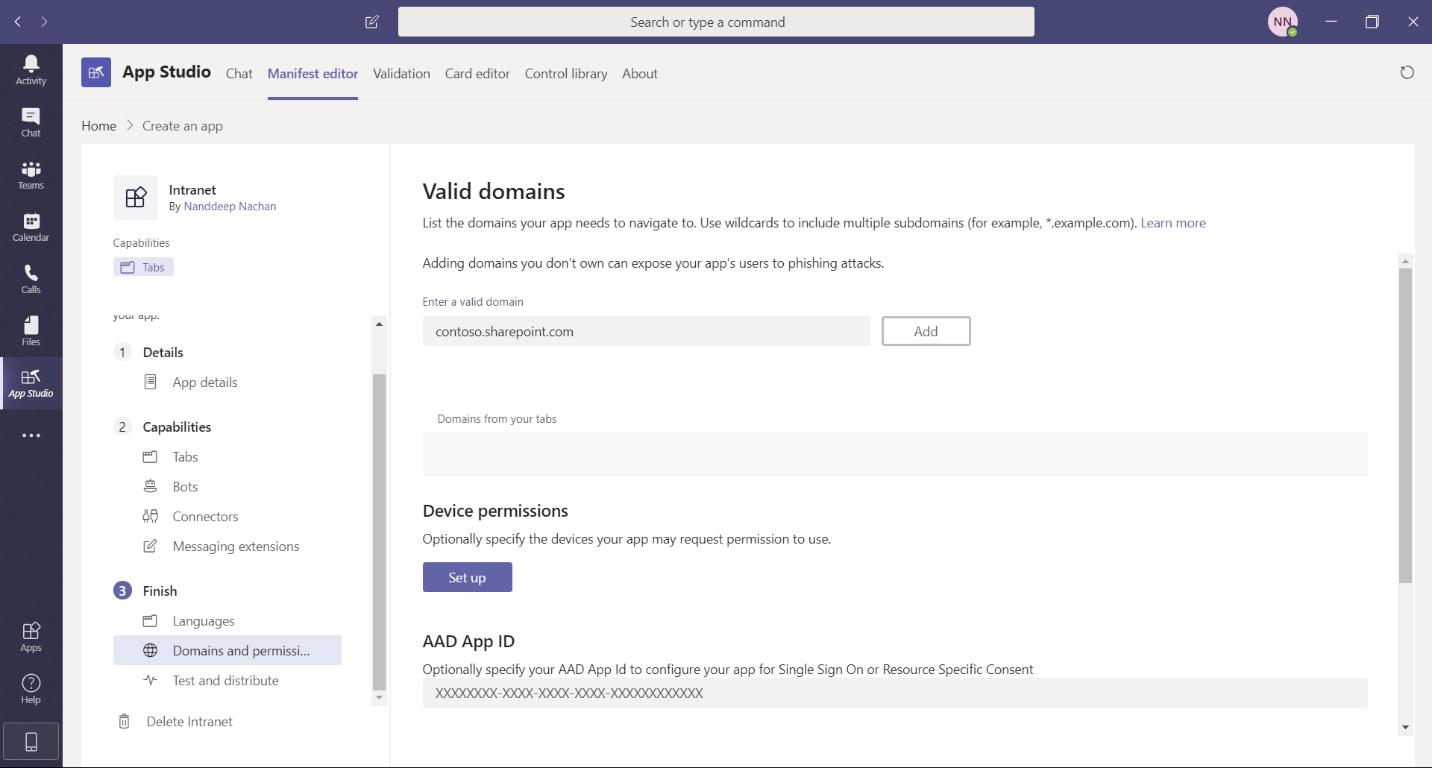 Search or type a command
NN
Activity
Chat
Teams
Calendar
Calls
Files
App Studio
Apps
Help
App Studio Chat Manifest editor Validation Card editor Control library About
Home > Create an app
Intranet
By Nanddeep Nachan
Capabilities
Tabs
your app.
1 Details
App details
2 Capabilities
Tabs
Bots
Connectors
Messaging extensions
3 Finish
Languages
Domains and permissi...
Test and distribute
Delete Intranet
Valid domains
List the domains your app needs to navigate to. Use wildcards to include multiple subdomains (for example, *.example.com). Learn more
Adding domains you don't own can expose your app's users to phishing attacks.
Enter a valid domain
contoso.sharepoint.com Add
Domains from your tabs
Device permissions
Optionally specify the devices your app may request permission to use.
Set up
AAD App ID
Optionally specify your AAD App Id to configure your app for Single Sign On or Resource Specific Consent
XXXXXXXX-XXXX-XXXX-XXXX-XXXXXXXXXXXX